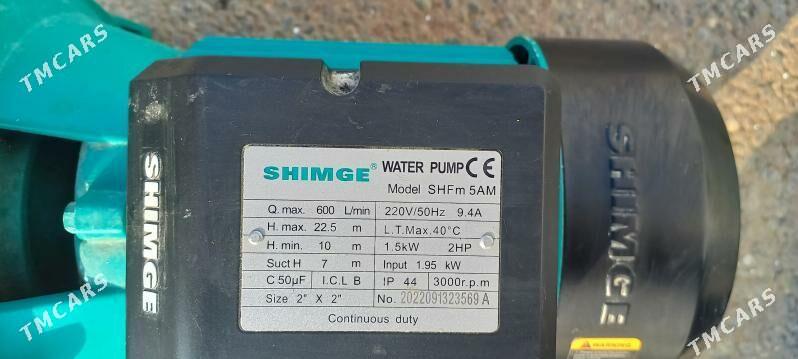 TMCARS
TMCARS
SHIMGE
SHIMGE
SHIMGE® WATER PUMP CE
Model SHFm 5AM
Q. max. 600 L/min 220V/50Hz 9.4A
H. max. 22.5 m L.T.Max.40°C
H. min. 10 m 1.5kW 2HP
Suct H 7 m Input 1.95 kW
C 50µF I.C.L B IP 44 3000r.p.m
Size 2" X 2" No. 2022091323569 A
Continuous duty
WARNING
TMCARS
TMCARS